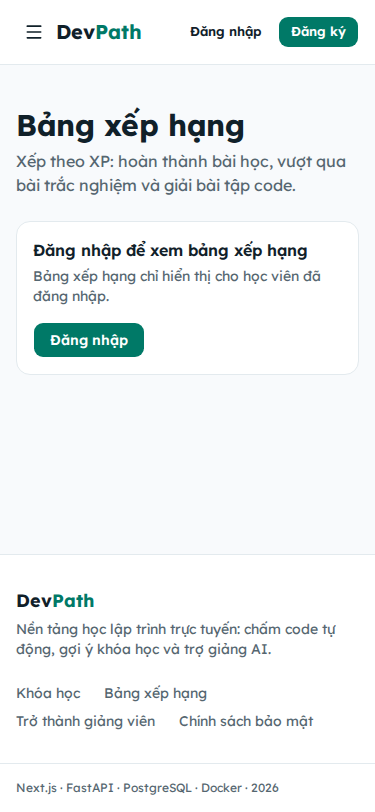 DevPath
Đăng nhập
Đăng ký
Bảng xếp hạng
Xếp theo XP: hoàn thành bài học, vượt qua
bài trắc nghiệm và giải bài tập code.
Đăng nhập để xem bảng xếp hạng
Bảng xếp hạng chỉ hiển thị cho học viên đã
đăng nhập.
Đăng nhập
DevPath
Nền tảng học lập trình trực tuyến: chấm code tự
động, gợi ý khóa học và trợ giảng AI.
Khóa học
Bảng xếp hạng
Trở thành giảng viên
Chính sách bảo mật
Next.js · FastAPI · PostgreSQL · Docker · 2026